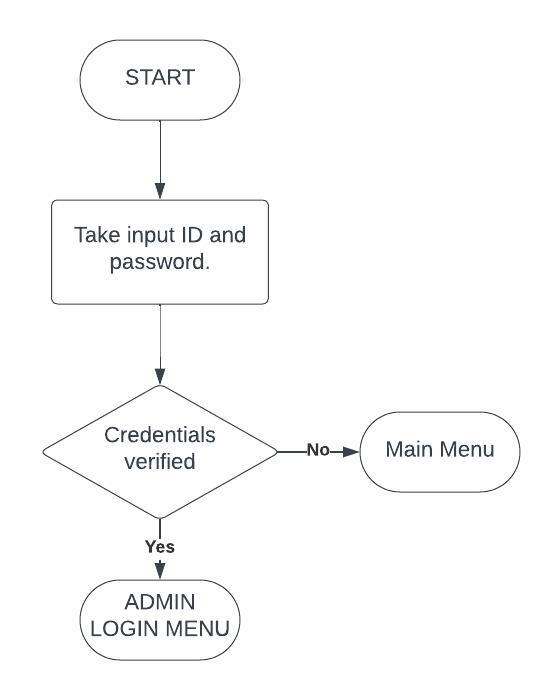 START
Take input ID and
password.
Credentials
verified
No
Main Menu
Yes
ADMIN
LOGIN MENU